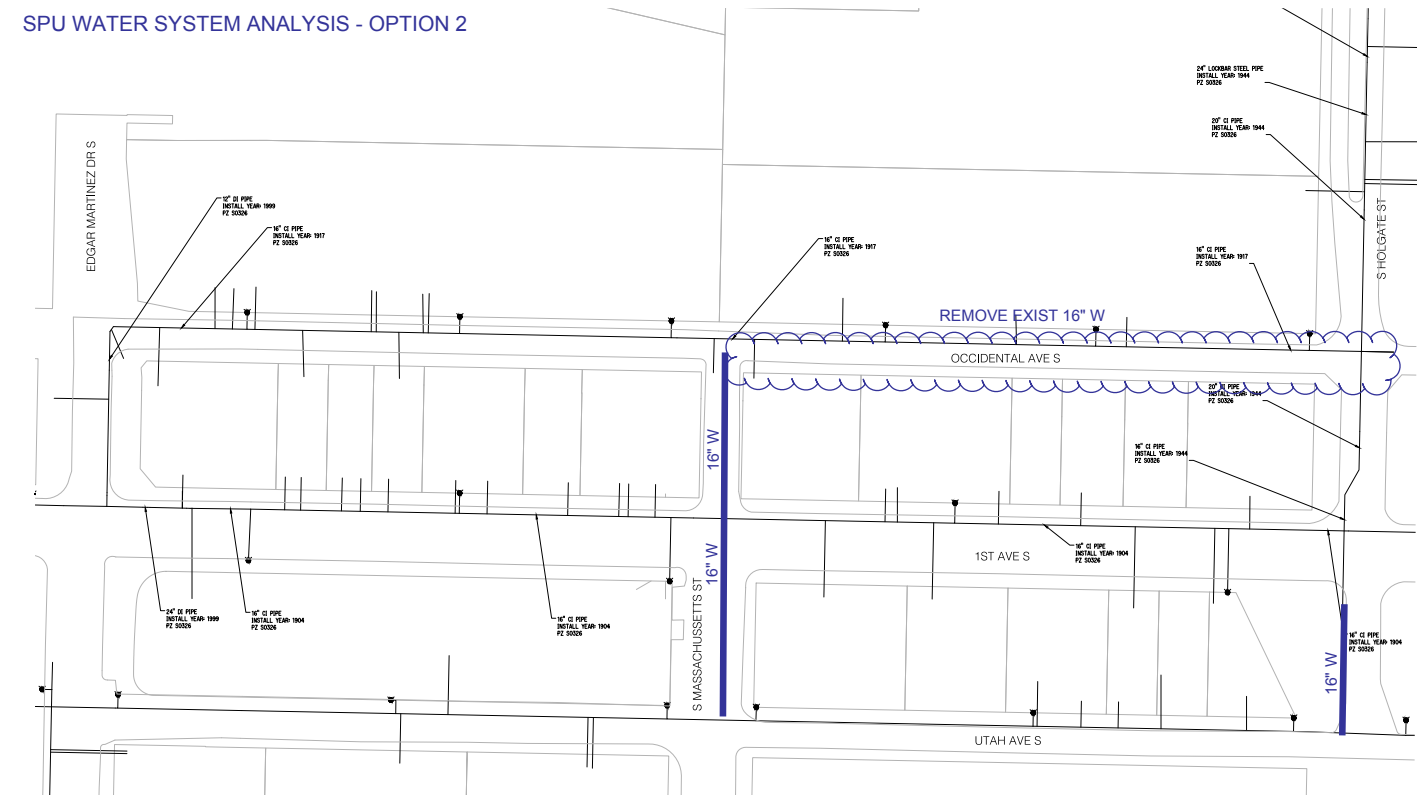 SPU WATER SYSTEM ANALYSIS - OPTION 2
24" LOCKBAR STEEL PIPE
INSTALL YEAR: 1944
PZ S0326
20" CI PIPE
INSTALL YEAR: 1944
PZ S0326
EDGAR MARTINEZ DR S
12" DI PIPE
INSTALL YEAR: 1999
PZ S0326
16" CI PIPE
INSTALL YEAR: 1917
PZ S0326
16" CI PIPE
INSTALL YEAR: 1917
PZ S0326
16" CI PIPE
INSTALL YEAR: 1917
PZ S0326
S HOLGATE ST
REMOVE EXIST 16" W
OCCIDENTAL AVE S
20" DI PIPE
INSTALL YEAR: 1944
PZ S0326
16" W
16" CI PIPE
INSTALL YEAR: 1944
PZ S0326
16" CI PIPE
INSTALL YEAR: 1904
PZ S0326
1ST AVE S
16" W
S MASSACHUSSETTS ST
24" DI PIPE
INSTALL YEAR: 1999
PZ S0326
16" CI PIPE
INSTALL YEAR: 1904
PZ S0326
16" CI PIPE
INSTALL YEAR: 1904
PZ S0326
16" CI PIPE
INSTALL YEAR: 1904
PZ S0326
16" W
UTAH AVE S